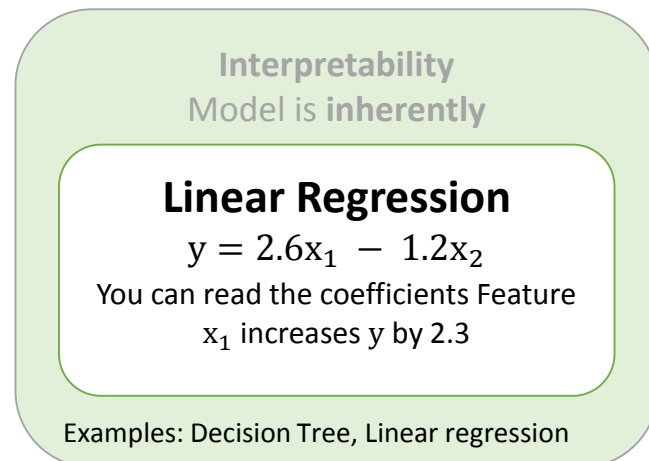 Interpretability
Model is inherently
Linear Regression
y = 2.6x₁ − 1.2x₂
You can read the coefficients Feature
x₁ increases y by 2.3
Examples: Decision Tree, Linear regression